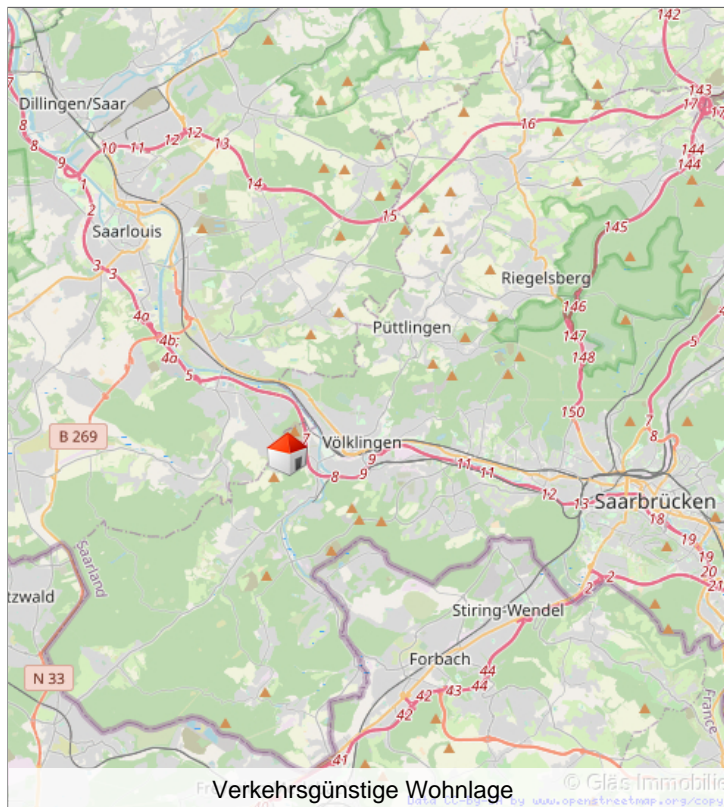 142
143
17
17
7
Dillingen/Saar
8
8
9
10
11
12
12
13
16
144
144
1
14
2
15
145
Saarlouis
3
3
Riegelsberg
4a
146
Püttlingen
4b;
4a
147
148
5
5
150
7
8
B 269
7
Völklingen
8
9
9
11
11
12
13
Saarbrücken
18
19
19
20
21
Saarland
tzwald
2
2
Stiring-Wendel
Forbach
44
44
43
42
42
41
N 33
France
© Gläs Immobilie
Verkehrsgünstige Wohnlage
Data CC-By-SA by www.openstreetmap.org/cop